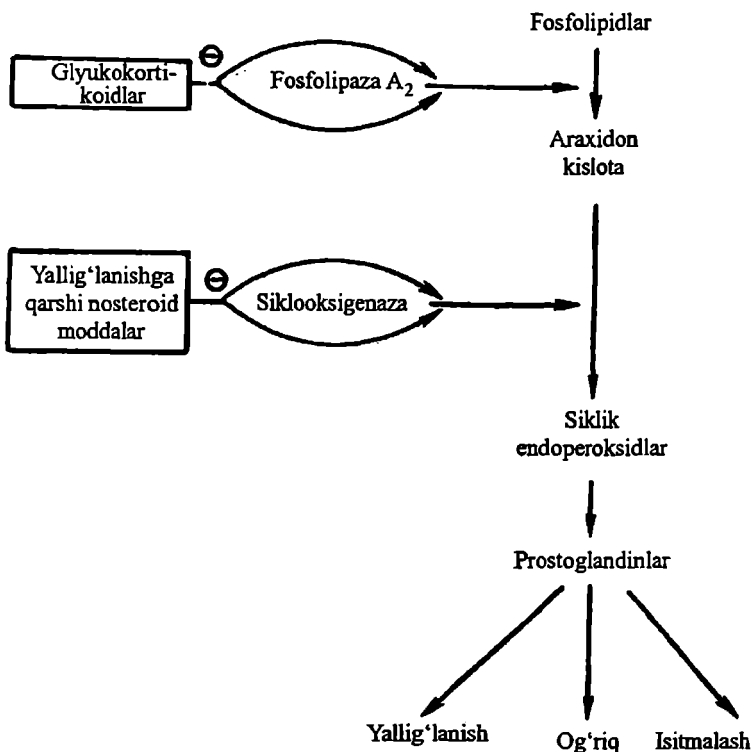 Fosfolipidlar
⊖
Glyukokorti-
koidlar
Fosfolipaza A₂
Araxidon
kislota
⊖
Yallig‘lanishga
qarshi nosteroid
moddalar
Siklooksigenaza
Siklik
endoperoksidlar
Prostoglandinlar
Yallig‘lanish
Og‘riq
Isitmalash